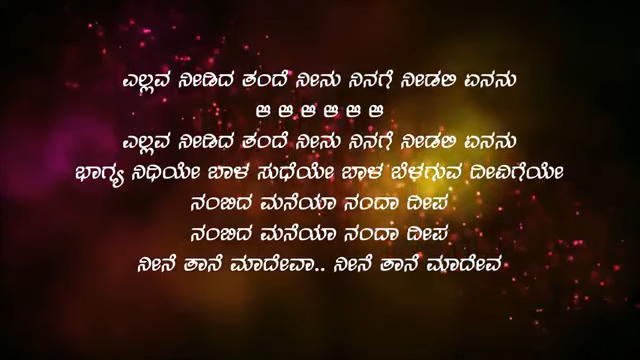 ಎಲ್ಲವ ನೀಡಿದ ತಂದೆ ನೀನು ನಿನಗೆ ನೀಡಲಿ ಏನನು
ಆ ಆ ಆ ಆ ಆ ಆ
ಎಲ್ಲವ ನೀಡಿದ ತಂದೆ ನೀನು ನಿನಗೆ ನೀಡಲಿ ಏನನು
ಭಾಗ್ಯ ನಿಧಿಯೇ ಬಾಳ ಸುಧೆಯೇ ಬಾಳ ಬೆಳಗುವ ದೀವಿಗೆಯೇ
ನಂಬಿದ ಮನೆಯಾ ನಂದಾ ದೀಪ
ನಂಬಿದ ಮನೆಯಾ ನಂದಾ ದೀಪ
ನೀನೆ ತಾನೆ ಮಾದೇವಾ.. ನೀನೆ ತಾನೆ ಮಾದೇವ